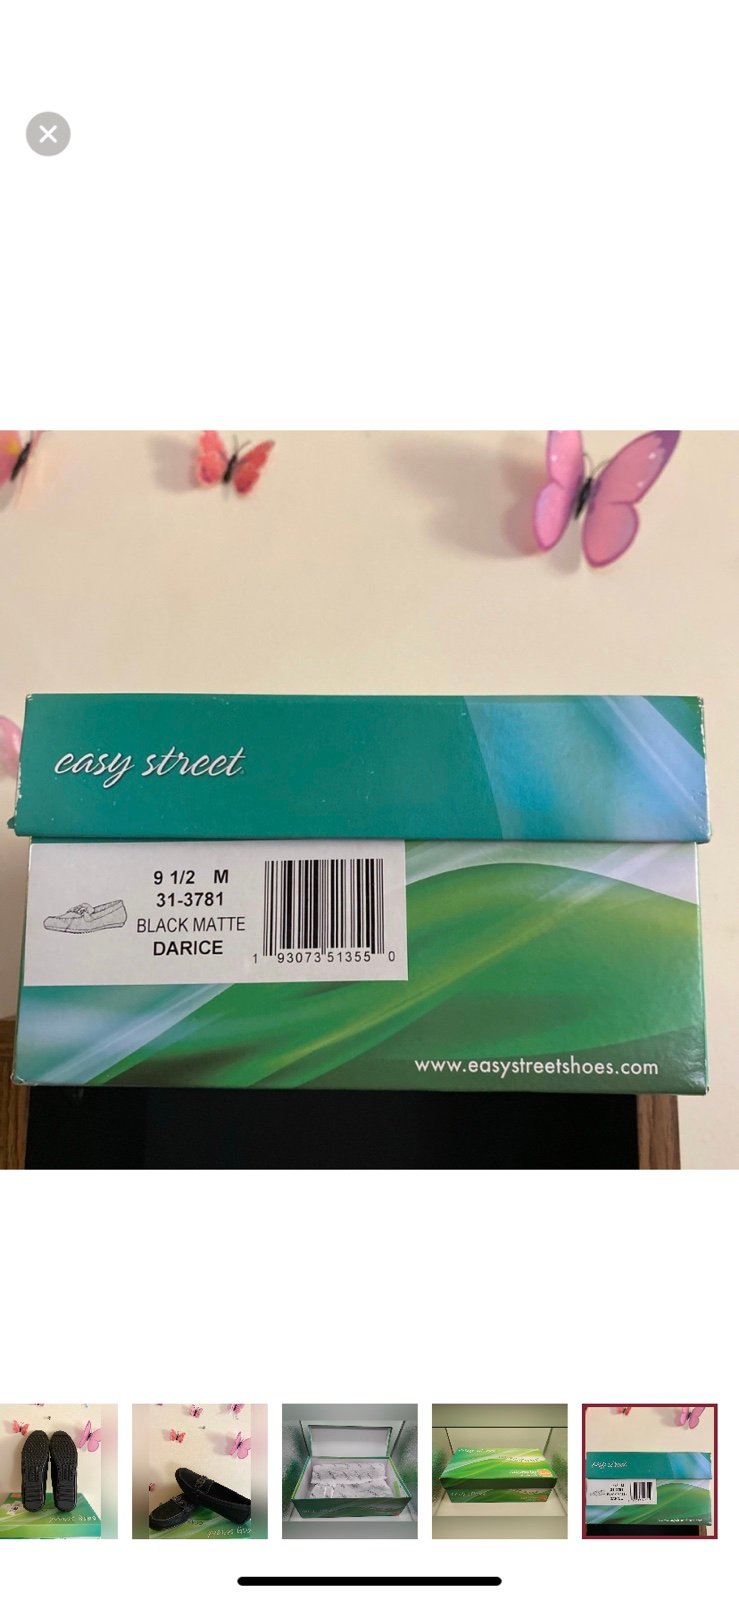 easy street
9 1/2 M
31-3781
BLACK MATTE
DARICE
1 93073 51355 0
www.easystreetshoes.com